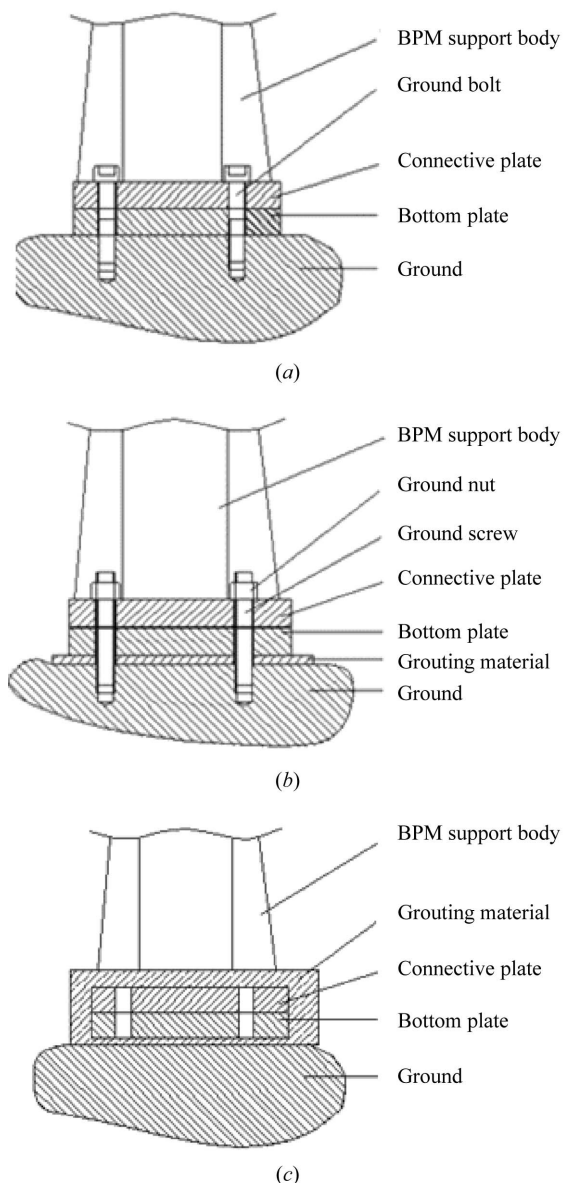 BPM support body
Ground bolt
Connective plate
Bottom plate
Ground
(a)
BPM support body
Ground nut
Ground screw
Connective plate
Bottom plate
Grouting material
Ground
(b)
BPM support body
Grouting material
Connective plate
Bottom plate
Ground
(c)